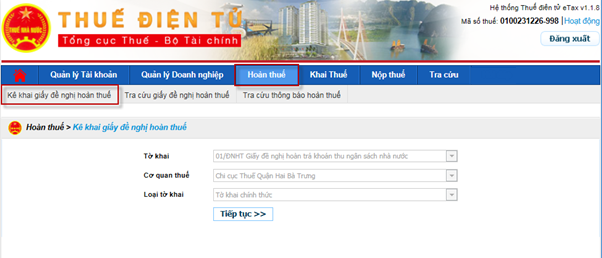 Hệ thống Thuế điện tử eTax v1.1.8
THUẾ ĐIỆN TỬ
Mã số thuế: 0100231226-998 | Hoạt động
THUẾ NHÀ NƯỚC
Tổng cục Thuế - Bộ Tài chính
Đăng xuất
Quản lý Tài khoản Quản lý Doanh nghiệp Hoàn thuế Khai Thuế Nộp thuế Tra cứu
Kê khai giấy đề nghị hoàn thuế Tra cứu giấy đề nghị hoàn thuế Tra cứu thông báo hoàn thuế
Hoàn thuế > Kê khai giấy đề nghị hoàn thuế
Tờ khai 01/ĐNHT Giấy đề nghị hoàn trả khoản thu ngân sách nhà nước
Cơ quan thuế Chi cục Thuế Quận Hai Bà Trưng
Loại tờ khai Tờ khai chính thức
Tiếp tục >>